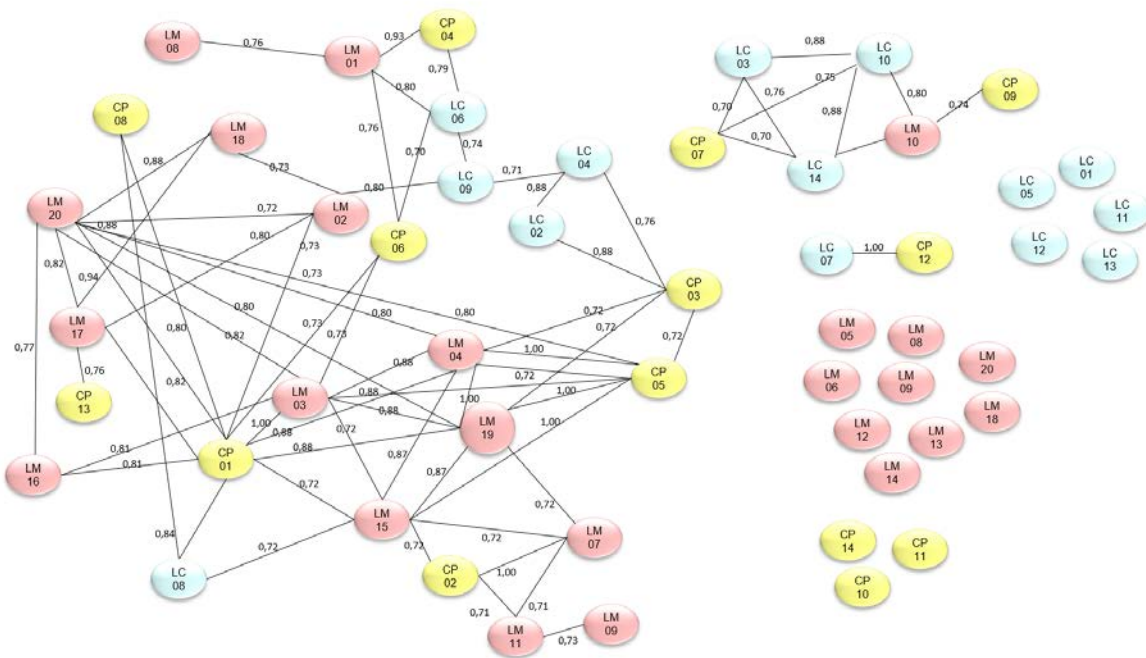 LM
08
0,76
LM
01
0,93
CP
04
0,79
0,80
LC
06
0,76
0,70
0,74
LC
09
0,71
LC
04
0,88
LC
02
0,76
0,88
CP
08
LM
18
0,88
0,73
0,80
LM
20
0,72
LM
02
0,88
0,80
0,73
CP
06
0,82
0,94
0,73
CP
03
LM
17
0,80
0,82
0,80
0,73
0,73
0,80
0,80
0,72
0,72
0,72
0,77
0,76
CP
13
0,82
LM
04
0,88
1,00
0,72
CP
05
LM
03
0,88
0,88
1,00
1,00
1,00
0,88
0,72
LM
19
1,00
0,81
0,81
CP
01
0,88
0,87
0,87
LM
16
0,72
LM
15
0,72
0,84
0,72
0,72
0,72
LM
07
LC
08
CP
02
1,00
0,71
0,71
LM
11
0,73
LM
09
LC
03
0,88
LC
10
0,75
0,76
0,80
0,70
0,88
0,74
CP
09
CP
07
0,70
LM
10
LC
14
LC
01
LC
05
LC
11
LC
12
LC
13
LC
07
1,00
CP
12
LM
05
LM
08
LM
20
LM
06
LM
09
LM
18
LM
12
LM
13
LM
14
CP
14
CP
11
CP
10